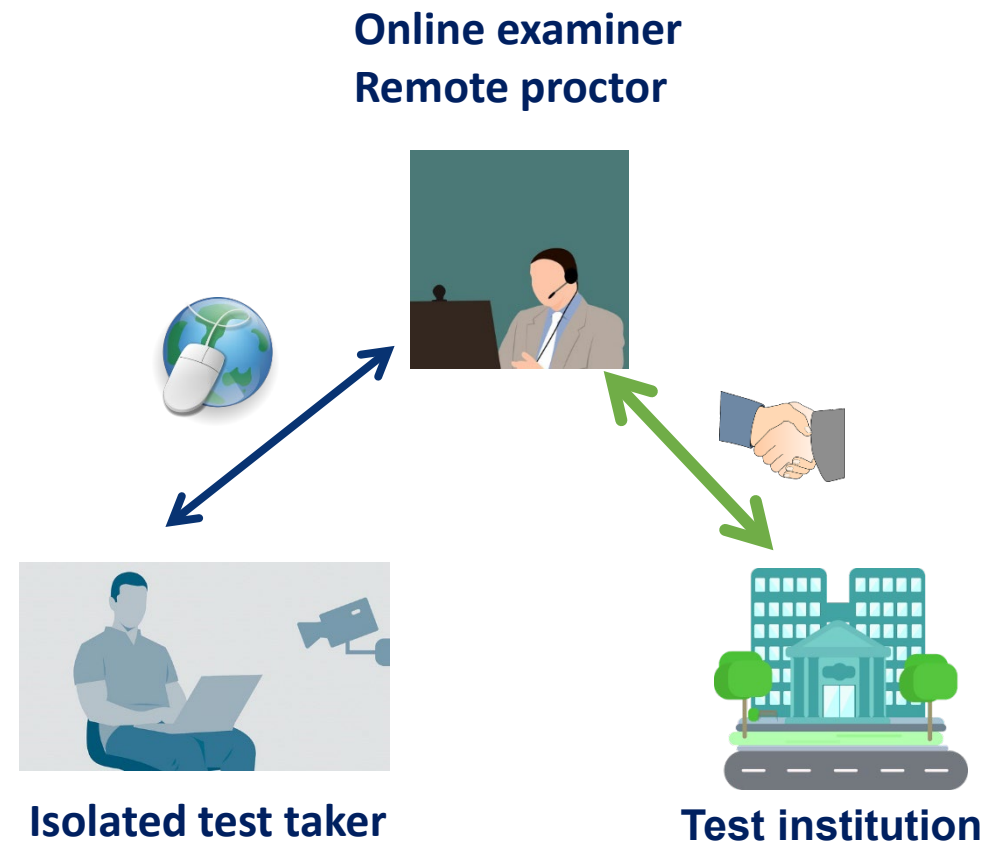 Online examiner
Remote proctor
Isolated test taker
Test institution